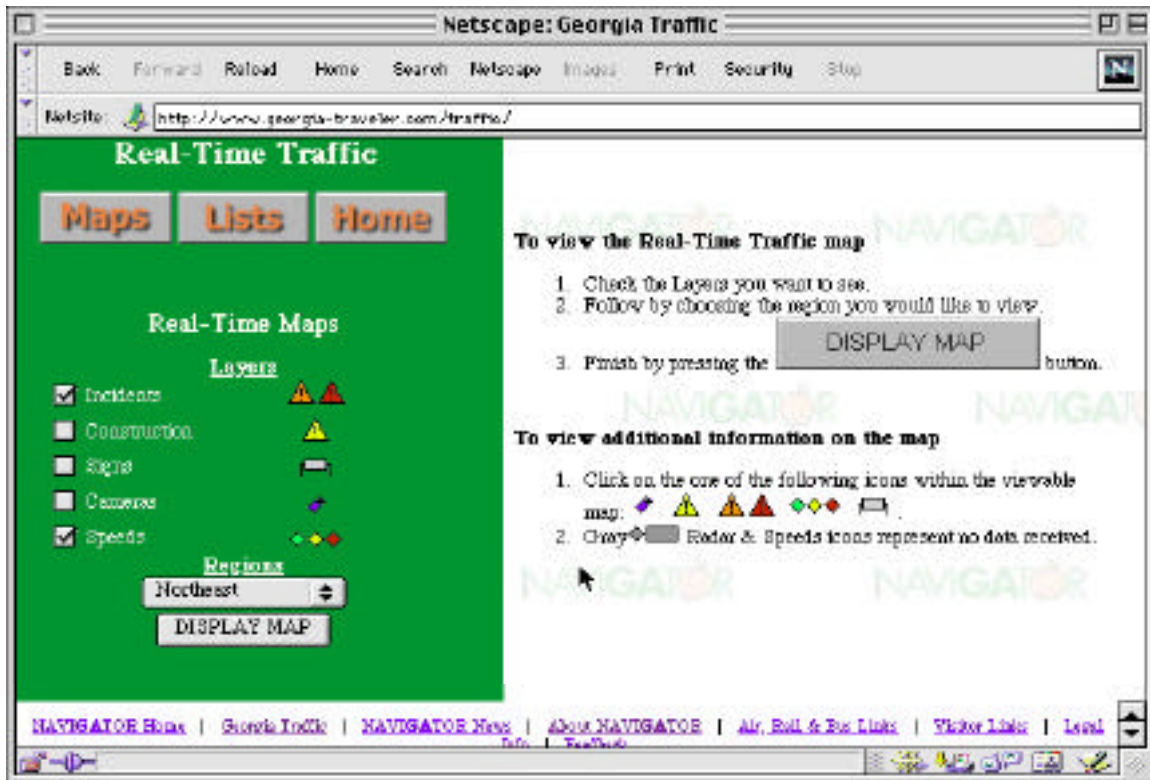 Netscape: Georgia Traffic
Back Forward Reload Home Search Netscape Images Print Security Stop
Netsite: http://www.georgia-traveler.com/traffic/
Real-Time Traffic
Maps Lists Home
Real-Time Maps
Layers
Incidents
Construction
Signs
Cameras
Speeds
Regions
Northeast
DISPLAY MAP
NAVIGATOR NAVIGATOR
To view the Real-Time Traffic map
1. Check the Layers you want to see.
2. Follow by choosing the region you would like to view.
3. Finish by pressing the DISPLAY MAP button.
NAVIGATOR NAVIGAT
To view additional information on the map
1. Click on the one of the following icons within the viewable
map: .
2. Gray Radar & Speeds icons represent no data received.
NAVIGATOR NAVIGATOR
NAVIGATOR Home | Georgia Traffic | NAVIGATOR News | About NAVIGATOR | Air, Rail & Bus Links | Visitor Links | Legal
Info | Feedback